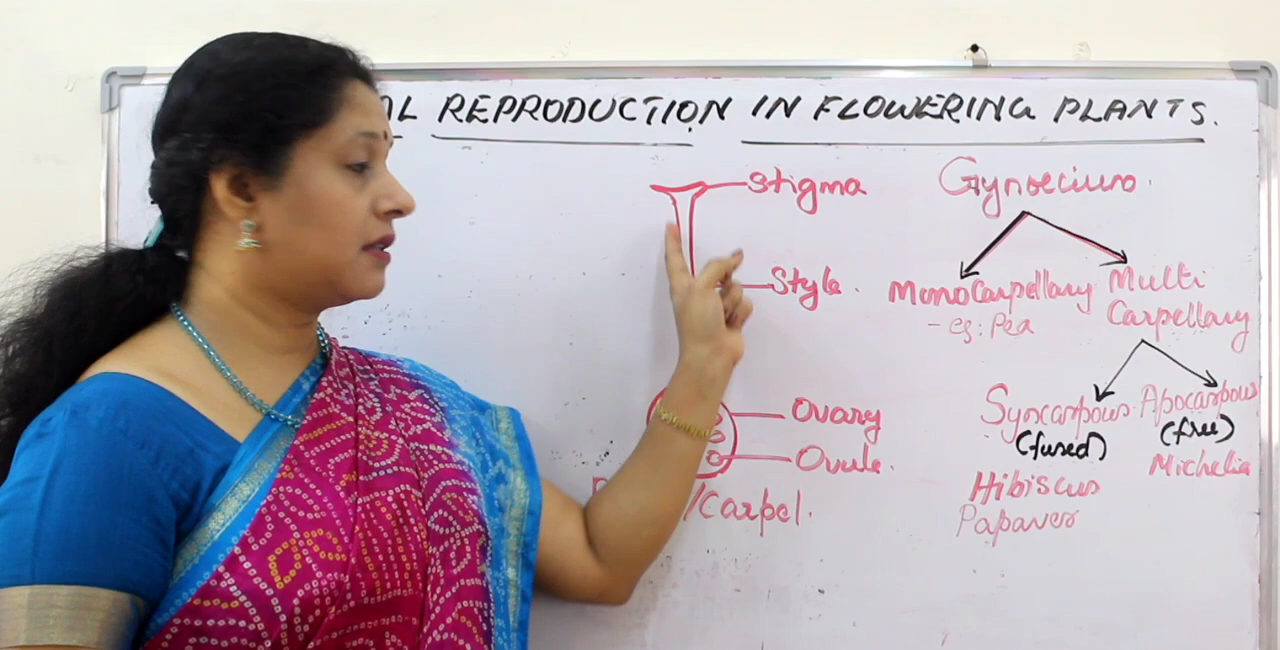 AL REPRODUCTION IN FLOWERING PLANTS.
Stigma
Style.
Ovary
Ovule.
/Carpel.
Gynoecium.
Monocarpellary
- eg: Pea
Multi
Carpellary
Syncarpous
(fused)
Hibiscus
Papaver
Apocarpous
(free)
Michelia